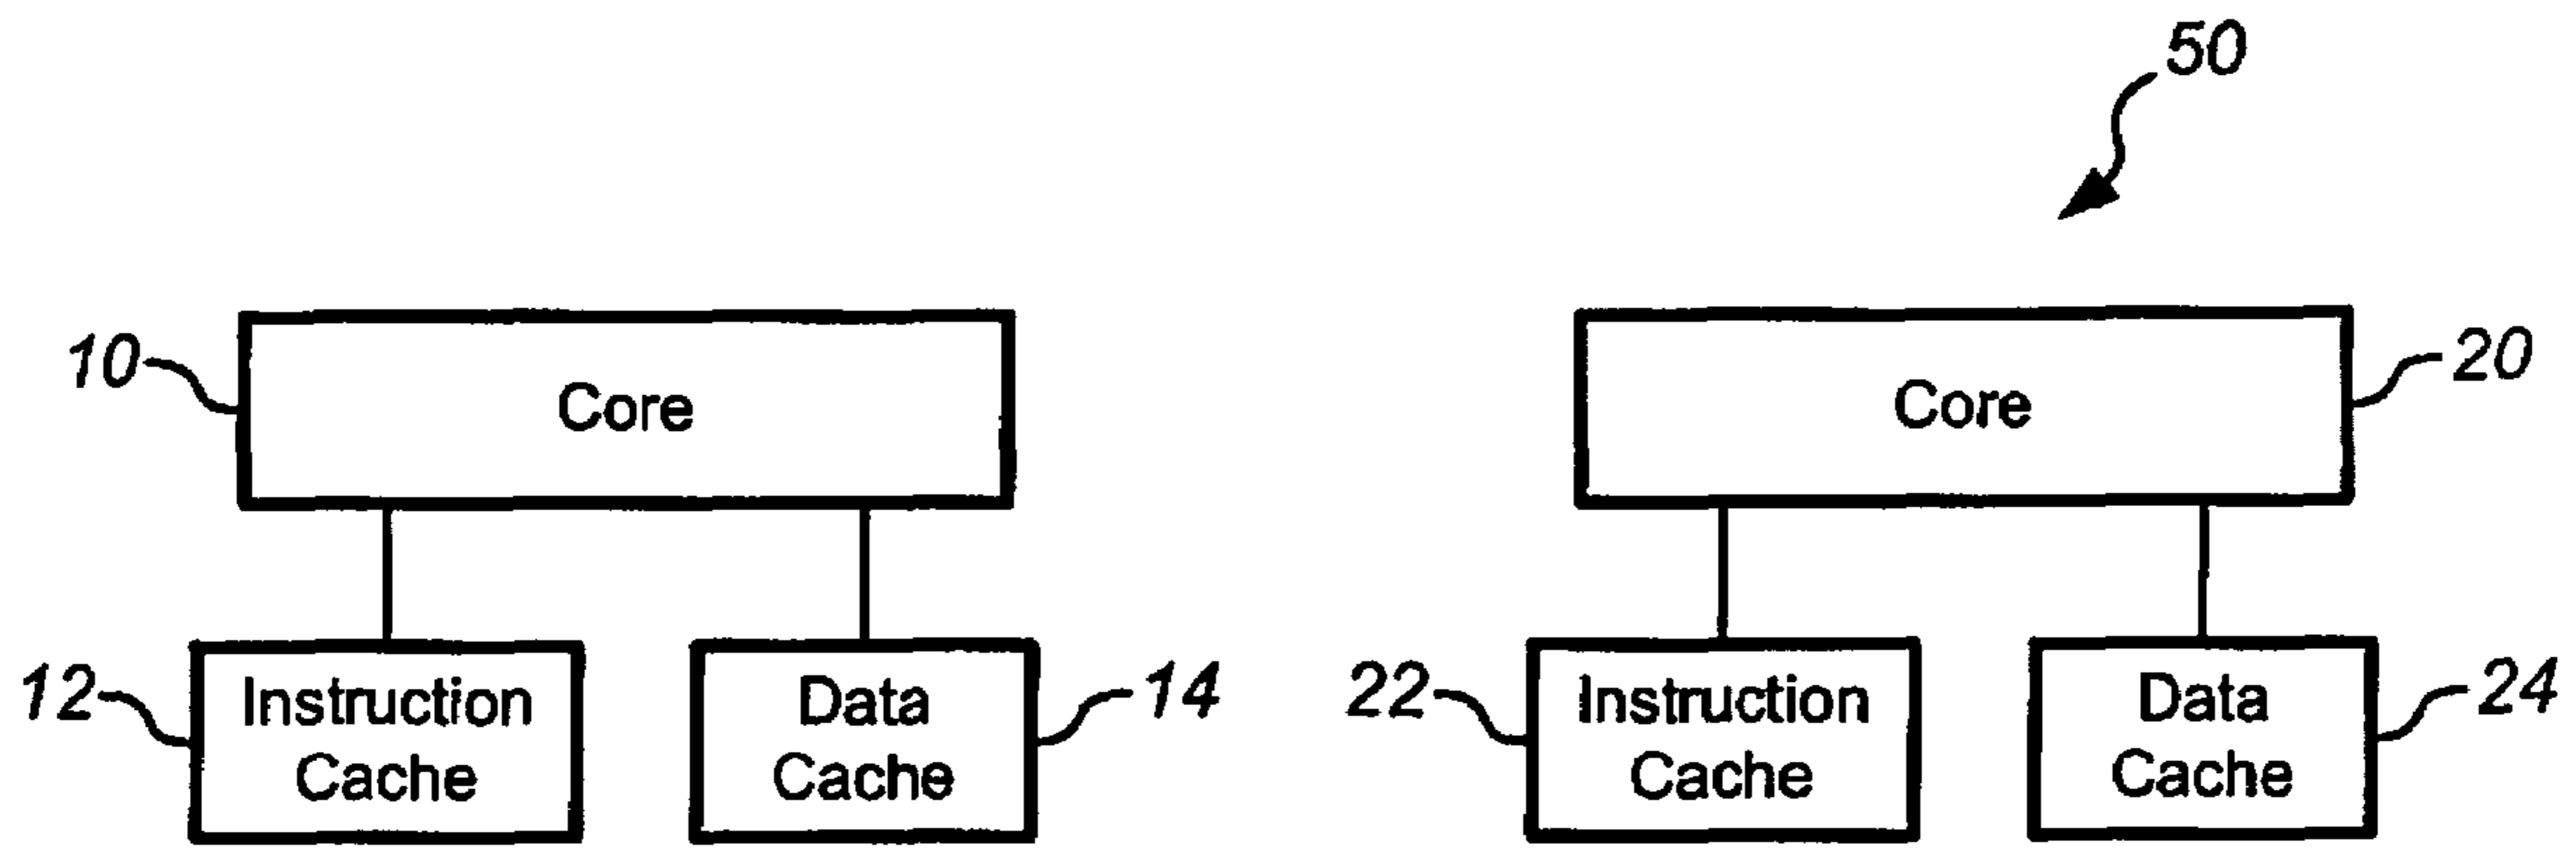 50
10
Core
Core
20
12
Instruction
Cache
Data
Cache
14
22
Instruction
Cache
Data
Cache
24